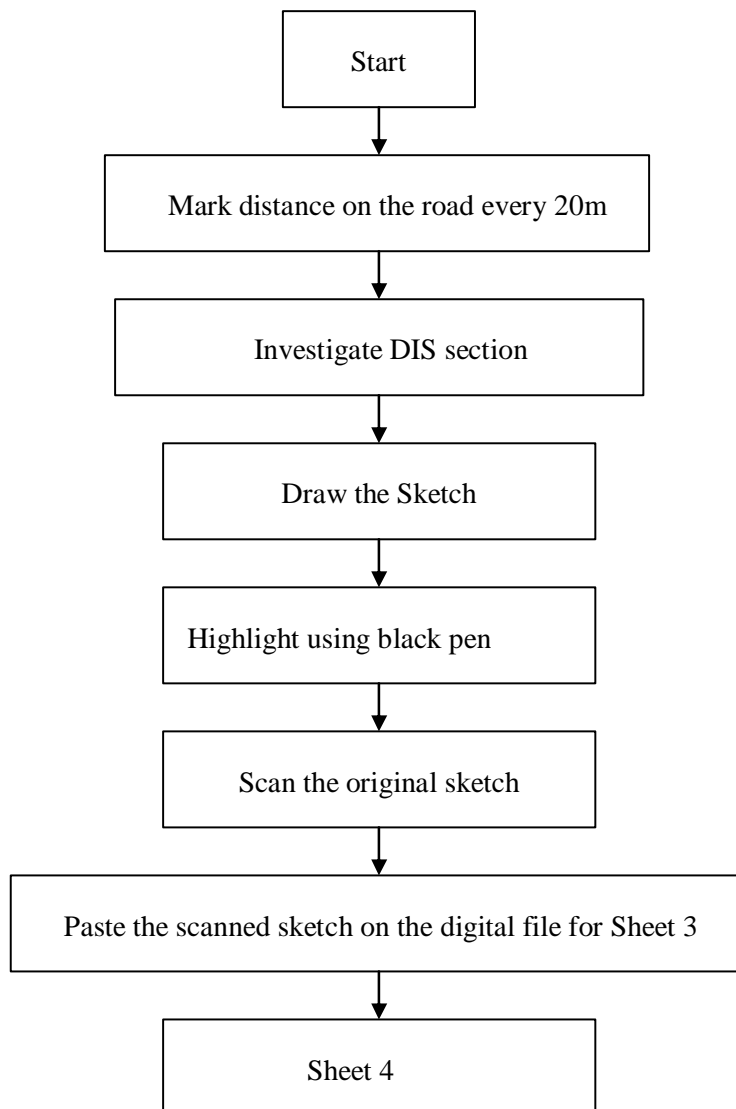 Start
Mark distance on the road every 20m
Investigate DIS section
Draw the Sketch
Highlight using black pen
Scan the original sketch
Paste the scanned sketch on the digital file for Sheet 3
Sheet 4